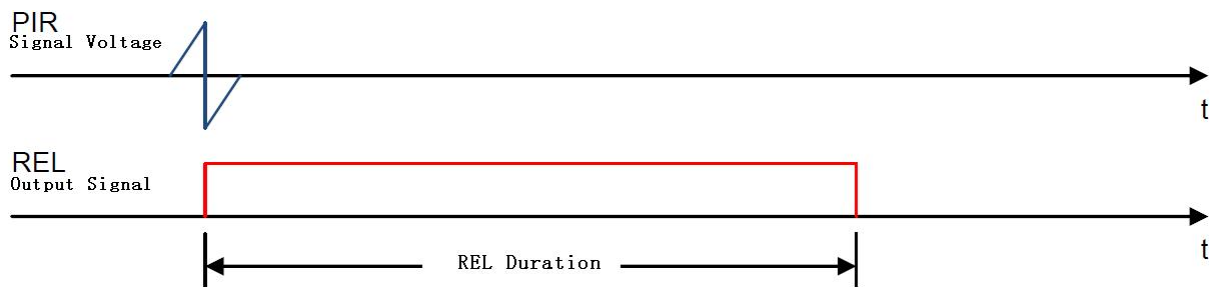 PIR
Signal Voltage
t
REL
Output Signal
t
REL Duration